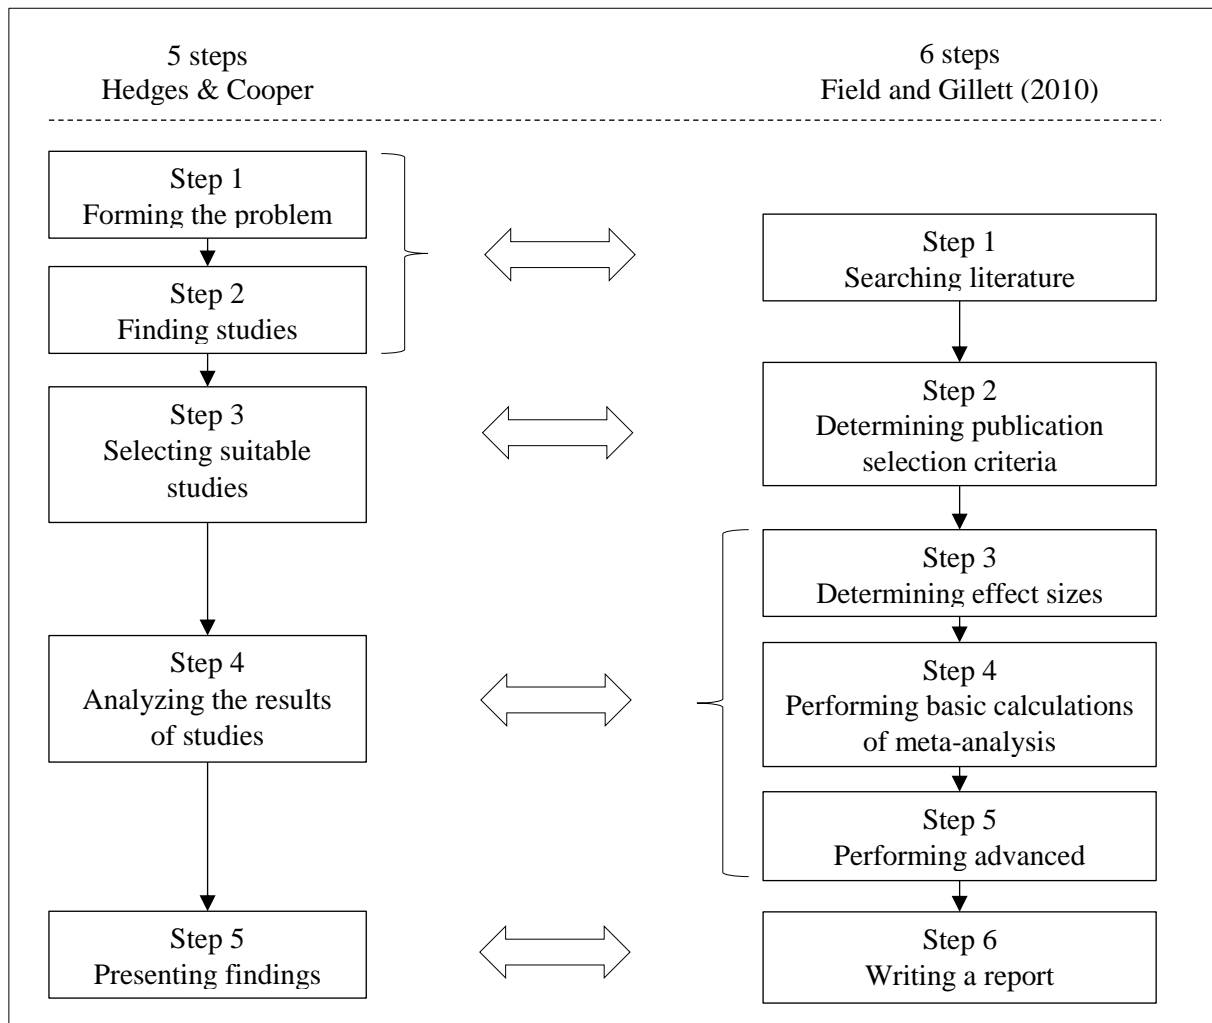 5 steps
Hedges & Cooper
6 steps
Field and Gillett (2010)
Step 1
Forming the problem
Step 2
Finding studies
Step 3
Selecting suitable
studies
Step 4
Analyzing the results
of studies
Step 5
Presenting findings
Step 1
Searching literature
Step 2
Determining publication
selection criteria
Step 3
Determining effect sizes
Step 4
Performing basic calculations
of meta-analysis
Step 5
Performing advanced
Step 6
Writing a report